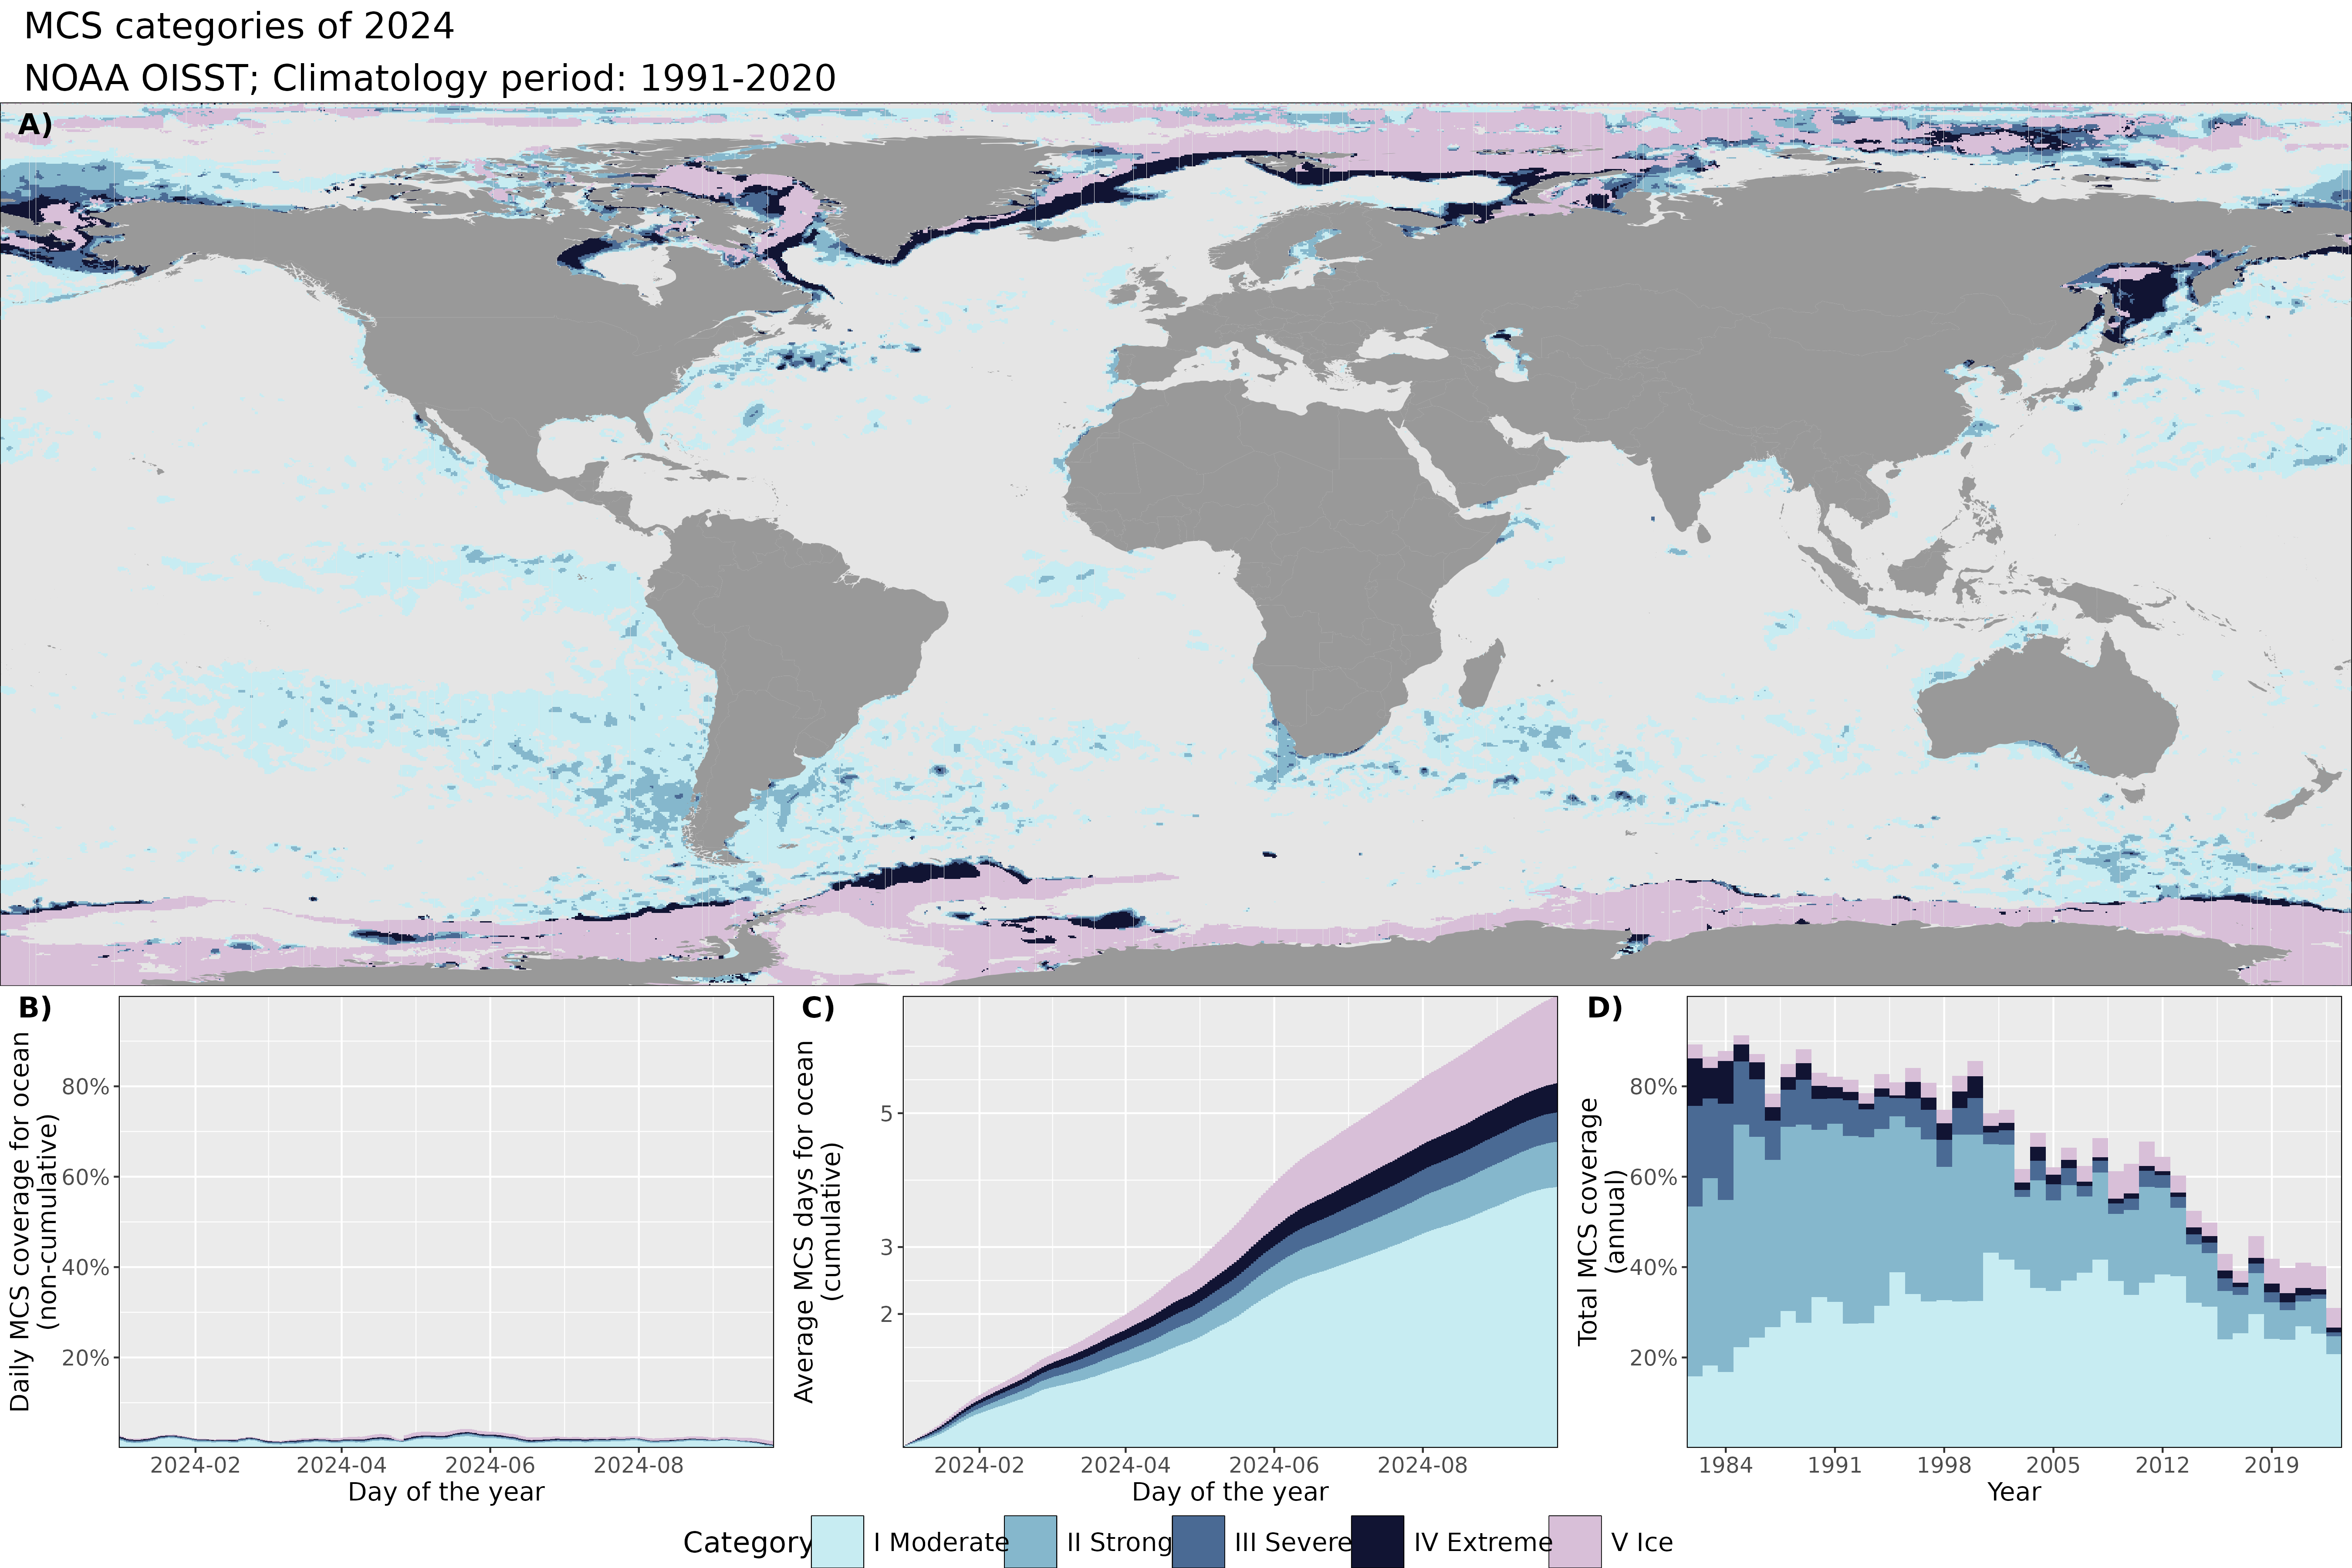 MCS categories of 2024
NOAA OISST; Climatology period: 1991-2020
A)
B)
Daily MCS coverage for ocean
(non-cumulative)
80%
60%
40%
20%
2024-02 2024-04 2024-06 2024-08
Day of the year
C)
Average MCS days for ocean
(cumulative)
5
3
2
2024-02 2024-04 2024-06 2024-08
Day of the year
D)
Total MCS coverage
(annual)
80%
60%
40%
20%
1984 1991 1998 2005 2012 2019
Year
Category I Moderate II Strong III Severe IV Extreme V Ice